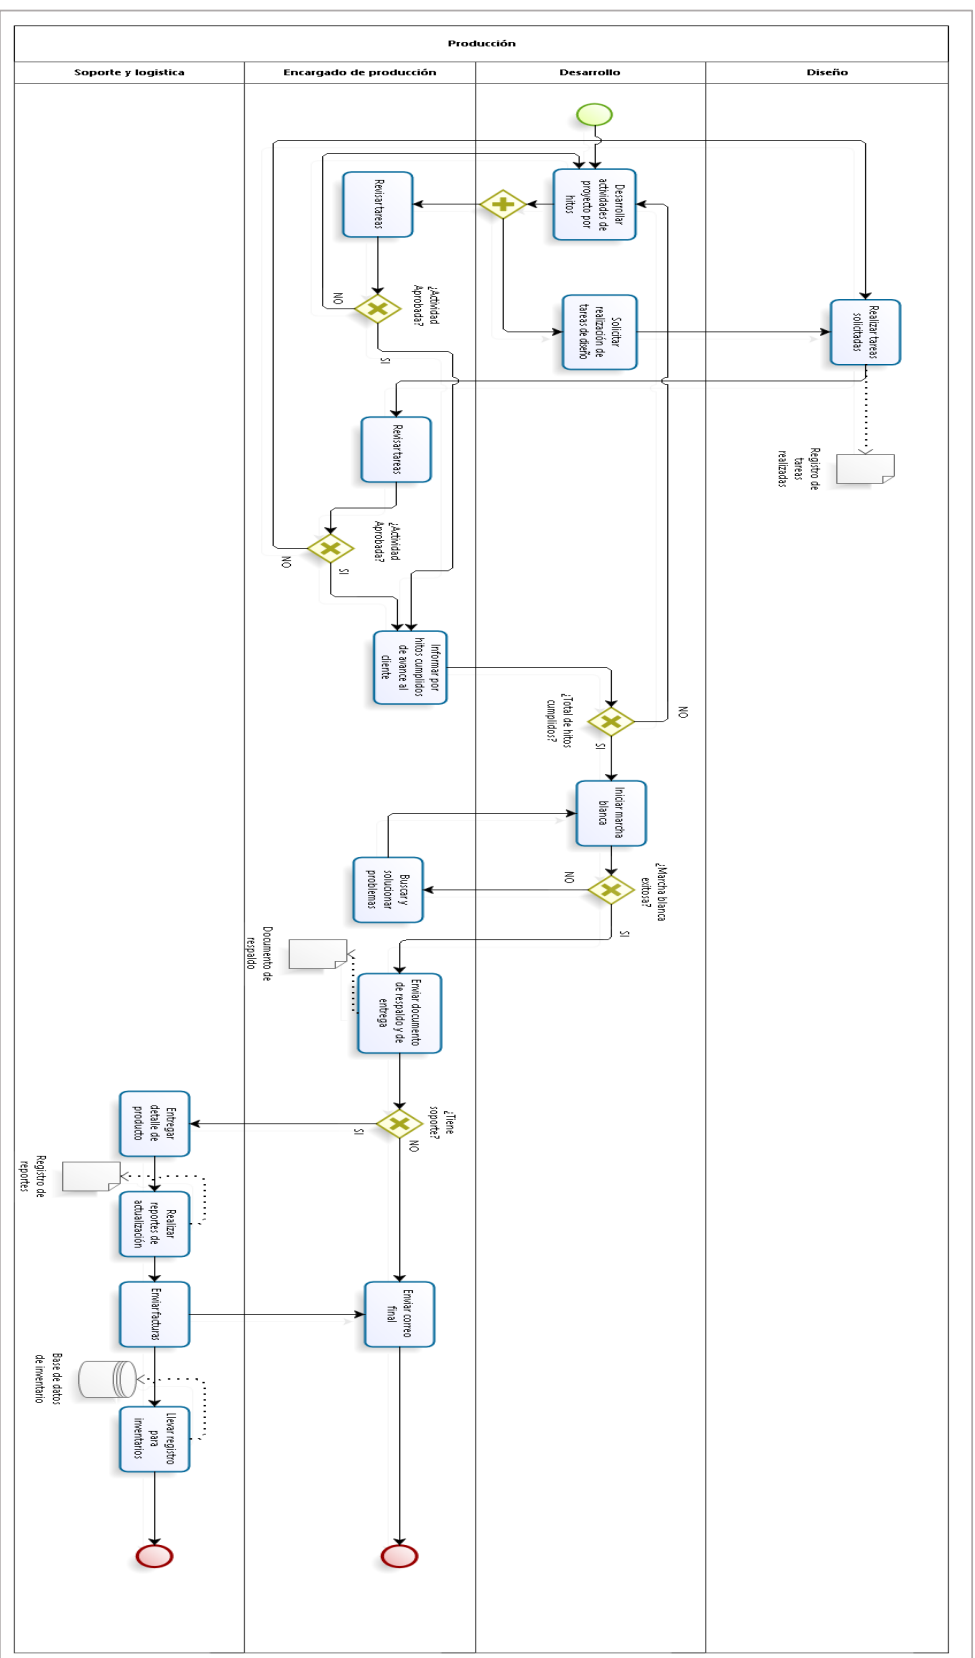 Producción
Soporte y logistica
Encargado de producción
Desarrollo
Diseño
Desarrollar
actividades de
proyecto por
hitos
Revisar tareas
¿Actividad
Aprobada?
NO
SI
Solicitar
realización de
tareas de diseño
Realizar tareas
solicitadas
Registro de
tareas
realizadas
Revisar tareas
¿Actividad
Aprobada?
NO
SI
Informar por
hitos cumplidos
de avance al
cliente
¿Total de hitos
cumplidos?
NO
SI
Iniciar marcha
blanca
¿Marcha blanca
exitosa?
NO
SI
Buscar y
solucionar
problemas
Documento de
respaldo
Enviar documento
de respaldo y de
entrega
¿Tiene
soporte?
NO
SI
Entregar
detalle de
producto
Registro de
reportes
Realizar
reportes de
actualización
Enviar facturas
Enviar correo
final
Base de datos
de inventario
Llevar registro
para
inventarios